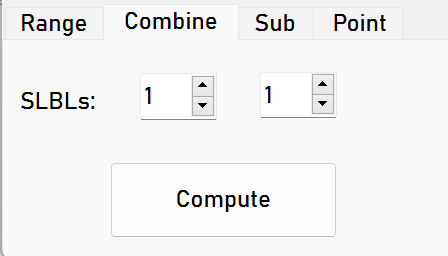 Range Combine Sub Point
SLBLs: 1 1
Compute